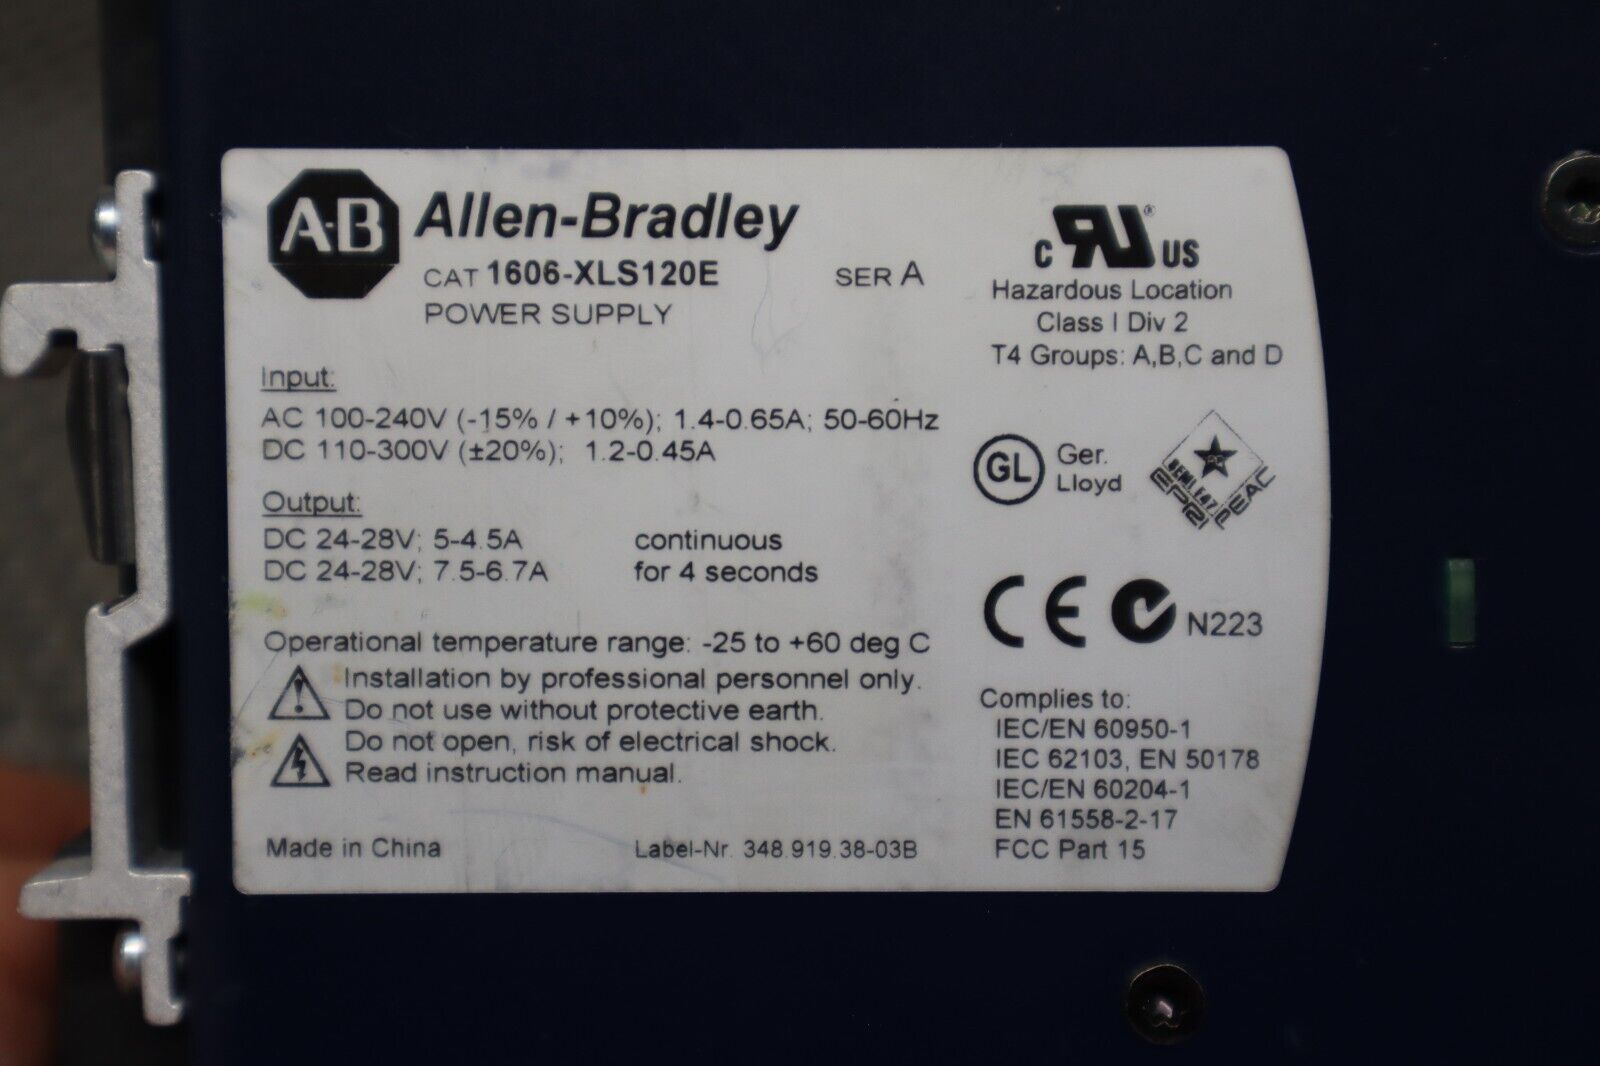 A-B Allen-Bradley
CAT 1606-XLS120E SER A
POWER SUPPLY
Input:
AC 100-240V (-15% / +10%); 1.4-0.65A; 50-60Hz
DC 110-300V (±20%); 1.2-0.45A
Output:
DC 24-28V; 5-4.5A continuous
DC 24-28V; 7.5-6.7A for 4 seconds
Operational temperature range: -25 to +60 deg C
Installation by professional personnel only.
Do not use without protective earth.
Do not open, risk of electrical shock.
Read instruction manual.
Made in China Label-Nr. 348.919.38-03B
C RU ® US
Hazardous Location
Class I Div 2
T4 Groups: A,B,C and D
GL Ger.
Lloyd
SEMI F47
EPRI PEAC
CE N223
Complies to:
IEC/EN 60950-1
IEC 62103, EN 50178
IEC/EN 60204-1
EN 61558-2-17
FCC Part 15